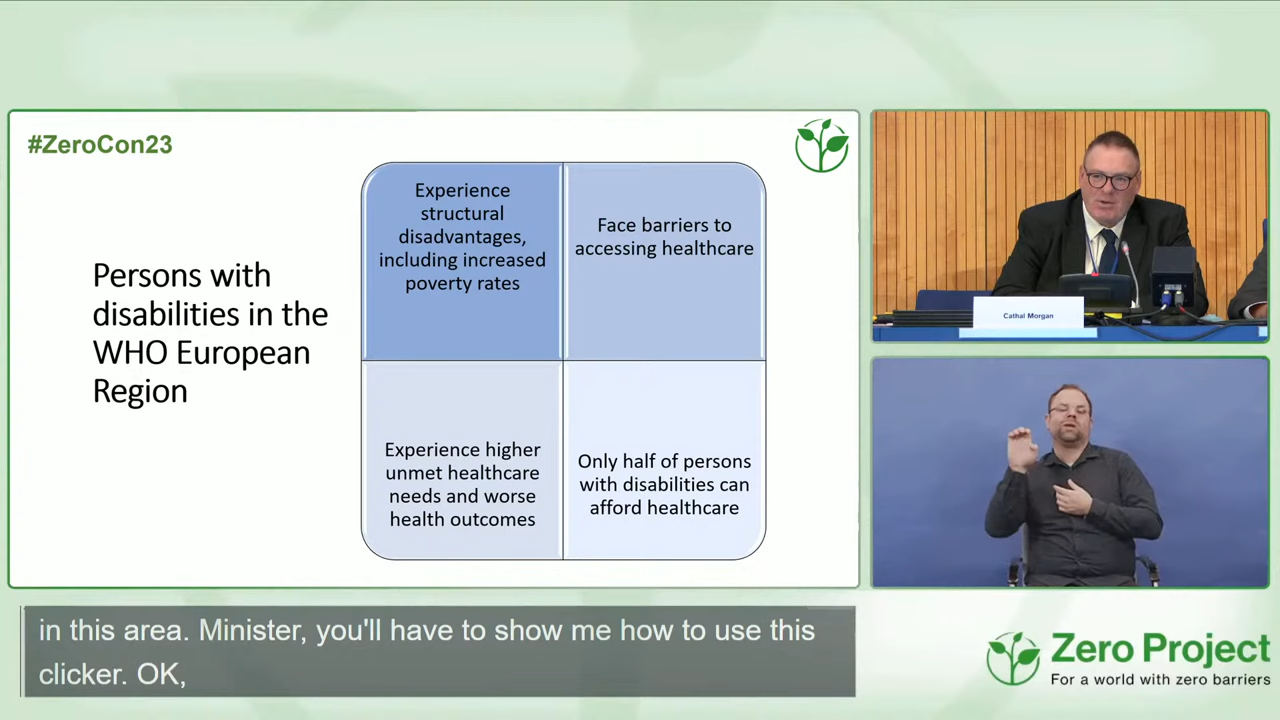 #ZeroCon23
Persons with
disabilities in the
WHO European
Region
Experience
structural
disadvantages,
including increased
poverty rates
Face barriers to
accessing healthcare
Experience higher
unmet healthcare
needs and worse
health outcomes
Only half of persons
with disabilities can
afford healthcare
Cathal Morgan
in this area. Minister, you'll have to show me how to use this
clicker. OK,
Zero Project
For a world with zero barriers